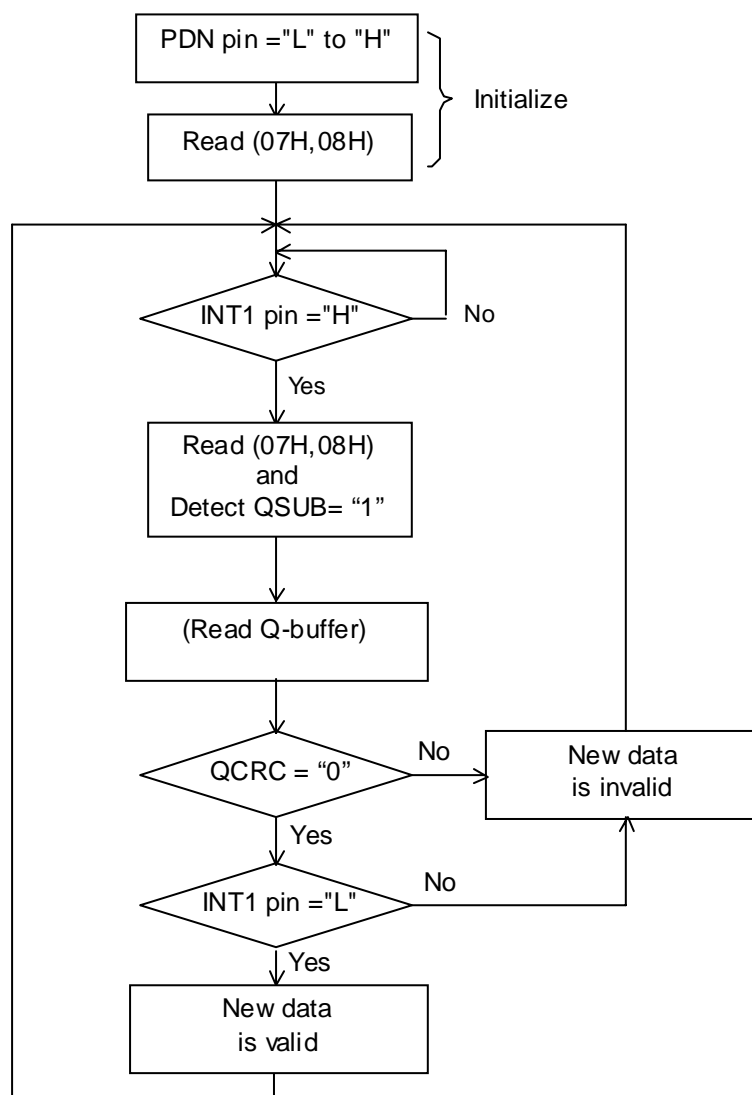 PDN pin ="L" to "H"
Initialize
Read (07H,08H)
INT1 pin ="H"
No
Yes
Read (07H,08H)
and
Detect QSUB= “1”
(Read Q-buffer)
No
QCRC = “0”
New data
is invalid
Yes
No
INT1 pin ="L"
Yes
New data
is valid